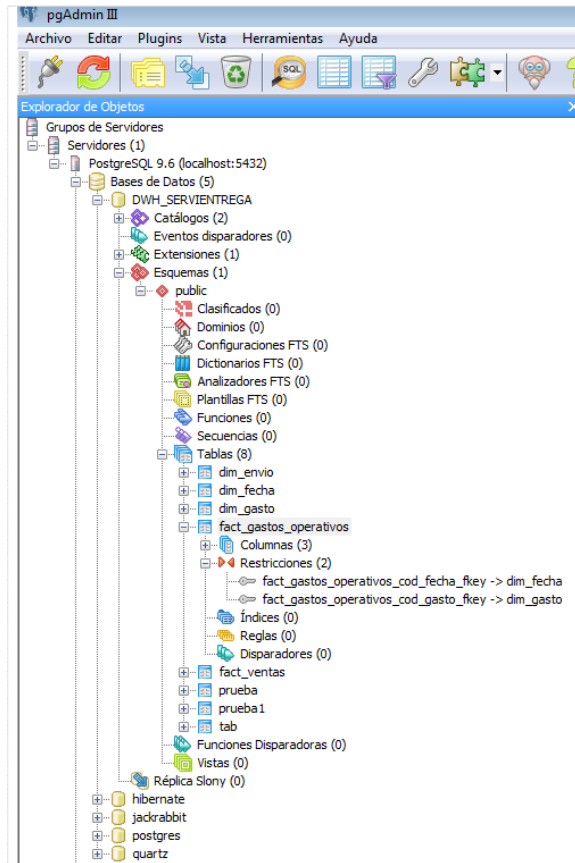 pgAdmin III
Archivo Editar Plugins Vista Herramientas Ayuda
SQL
Explorador de Objetos
Grupos de Servidores
Servidores (1)
PostgreSQL 9.6 (localhost:5432)
Bases de Datos (5)
DWH_SERVIENTREGA
Catálogos (2)
Eventos disparadores (0)
Extensiones (1)
Esquemas (1)
public
Clasificados (0)
Dominios (0)
Configuraciones FTS (0)
Dictionarios FTS (0)
Analizadores FTS (0)
Plantillas FTS (0)
Funciones (0)
Secuencias (0)
Tablas (8)
dim_envio
dim_fecha
dim_gasto
fact_gastos_operativos
Columnas (3)
Restricciones (2)
fact_gastos_operativos_cod_fecha_fkey -> dim_fecha
fact_gastos_operativos_cod_gasto_fkey -> dim_gasto
Índices (0)
Reglas (0)
Disparadores (0)
fact_ventas
prueba
prueba1
tab
Funciones Disparadoras (0)
Vistas (0)
Réplica Slony (0)
hibernate
jackrabbit
postgres
quartz